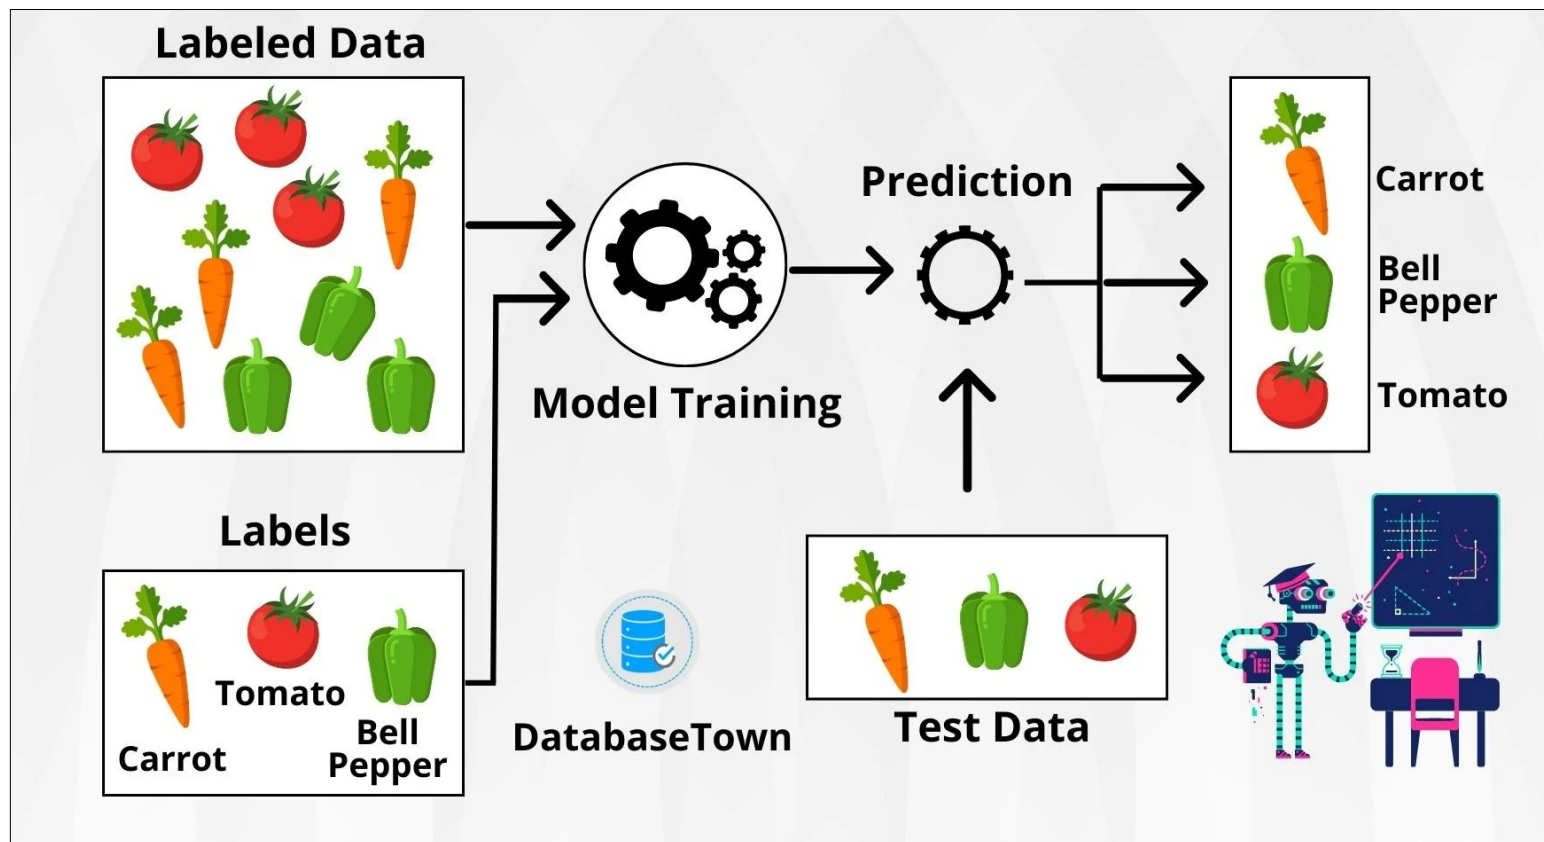 Labeled Data
Prediction
Carrot
Bell
Pepper
Tomato
Model Training
Labels
Tomato
Carrot
Bell
Pepper
DatabaseTown
Test Data